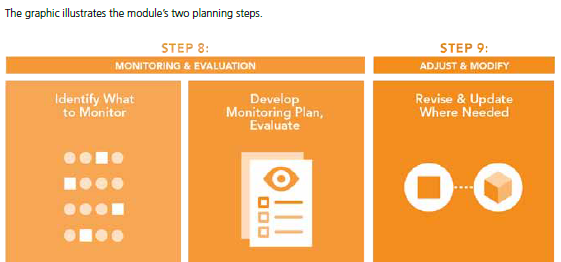 The graphic illustrates the module's two planning steps.
STEP 8:
MONITORING & EVALUATION
Identify What
to Monitor
Develop
Monitoring Plan,
Evaluate
STEP 9:
ADJUST & MODIFY
Revise & Update
Where Needed